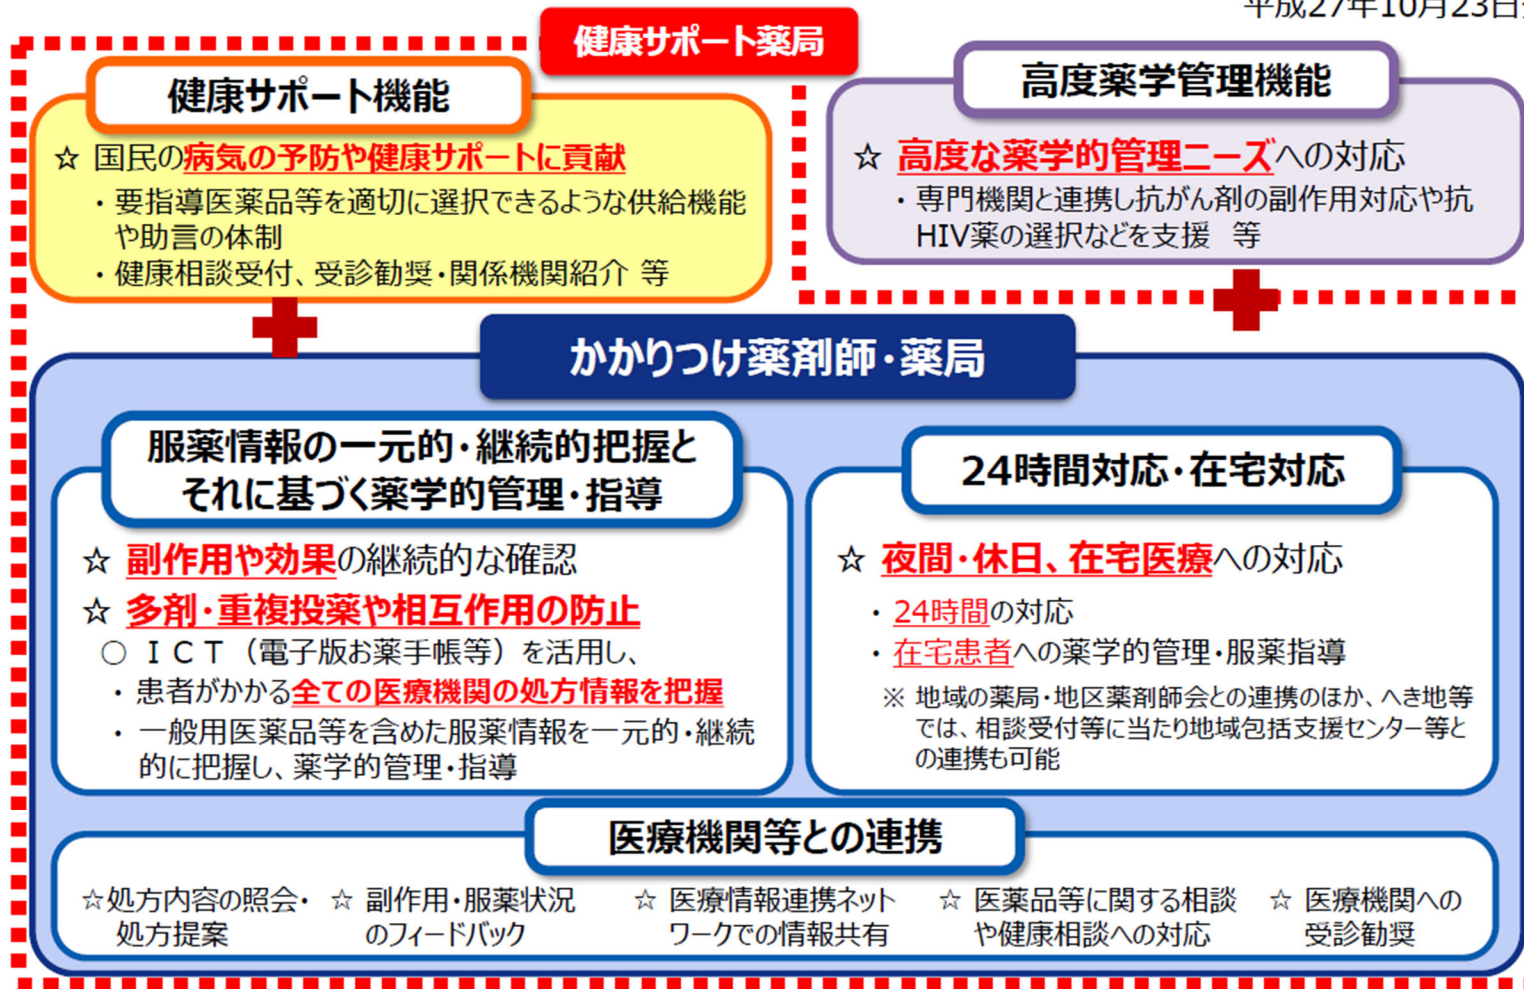 平成27年10月23日
健康サポート薬局
健康サポート機能
☆ 国民の病気の予防や健康サポートに貢献
・要指導医薬品等を適切に選択できるような供給機能
や助言の体制
・健康相談受付、受診勧奨・関係機関紹介 等
高度薬学管理機能
☆ 高度な薬学的管理ニーズへの対応
・専門機関と連携し抗がん剤の副作用対応や抗
HIV薬の選択などを支援 等
かかりつけ薬剤師・薬局
服薬情報の一元的・継続的把握と
それに基づく薬学的管理・指導
☆ 副作用や効果の継続的な確認
☆ 多剤・重複投薬や相互作用の防止
○ ＩＣＴ（電子版お薬手帳等）を活用し、
・患者がかかる全ての医療機関の処方情報を把握
・一般用医薬品等を含めた服薬情報を一元的・継続
的に把握し、薬学的管理・指導
24時間対応・在宅対応
☆ 夜間・休日、在宅医療への対応
・24時間の対応
・在宅患者への薬学的管理・服薬指導
※ 地域の薬局・地区薬剤師会との連携のほか、へき地等
では、相談受付等に当たり地域包括支援センター等と
の連携も可能
医療機関等との連携
☆処方内容の照会・
処方提案
☆ 副作用・服薬状況
のフィードバック
☆ 医療情報連携ネット
ワークでの情報共有
☆ 医薬品等に関する相談
や健康相談への対応
☆ 医療機関への
受診勧奨